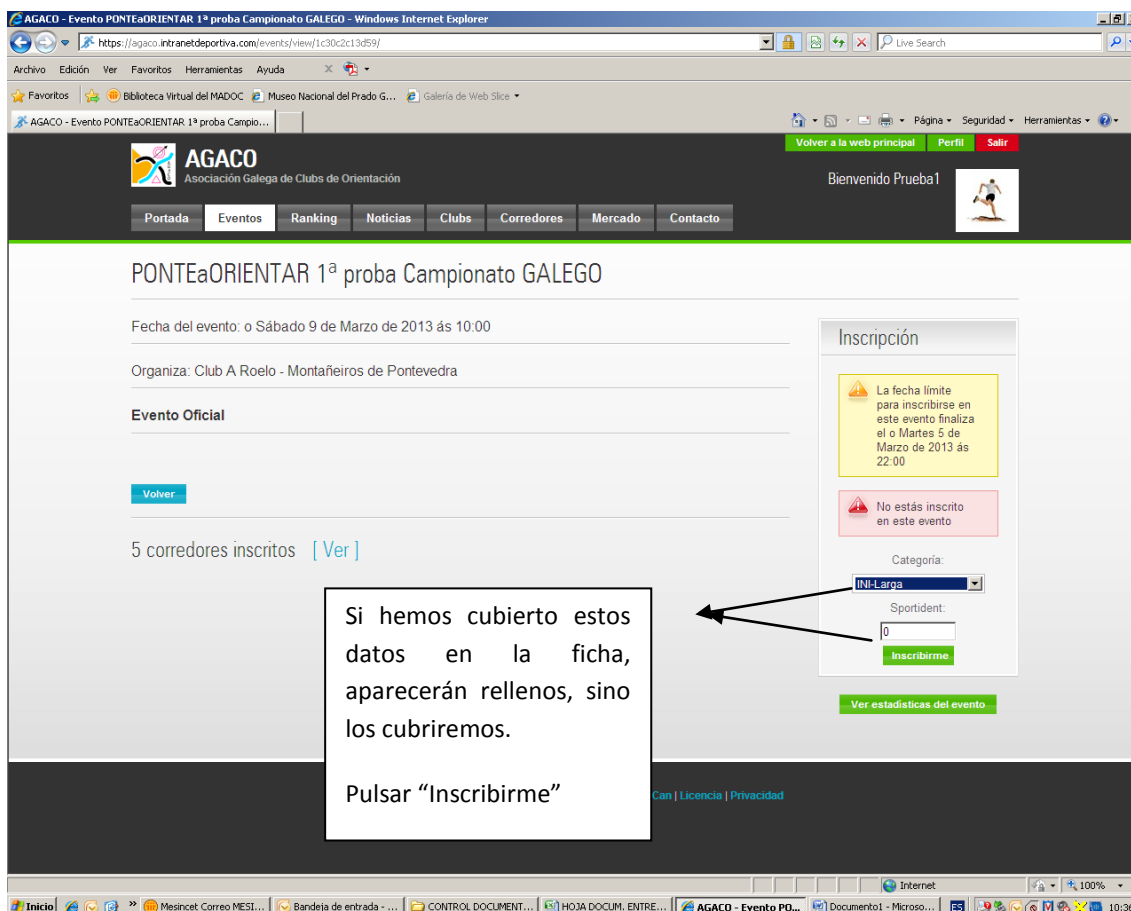 AGACO - Evento PONTEaORIENTAR 1ª proba Campionato GALEGO - Windows Internet Explorer
https://agaco.intranetdeportiva.com/events/view/1c30c2c13d59/
Live Search
Archivo Edición Ver Favoritos Herramientas Ayuda
Favoritos Biblioteca Virtual del MADOC Museo Nacional del Prado G... Galería de Web Slice
AGACO - Evento PONTEaORIENTAR 1ª proba Campio...
Página Seguridad Herramientas
Volver a la web principal Perfil Salir
AGACO
Asociación Galega de Clubs de Orientación
Bienvenido Prueba1
Portada Eventos Ranking Noticias Clubs Corredores Mercado Contacto
PONTEaORIENTAR 1ª proba Campionato GALEGO
Fecha del evento: o Sábado 9 de Marzo de 2013 ás 10:00
Organiza: Club A Roelo - Montañeiros de Pontevedra
Evento Oficial
Volver
5 corredores inscritos [ Ver ]
Inscripción
La fecha límite
para inscribirse en
este evento finaliza
el o Martes 5 de
Marzo de 2013 ás
22:00
No estás inscrito
en este evento
Categoría:
INI-Larga
Sportident:
0
Inscribirme
Ver estadisticas del evento
Si hemos cubierto estos
datos en la ficha,
aparecerán rellenos, sino
los cubriremos.
Pulsar “Inscribirme”
Can | Licencia | Privacidad
Internet 100%
Inicio » Mesincet Correo MESI... Bandeja de entrada - ... CONTROL DOCUMENT... HOJA DOCUM. ENTRE... AGACO - Evento PO... Documento1 - Microso... ES 10:36